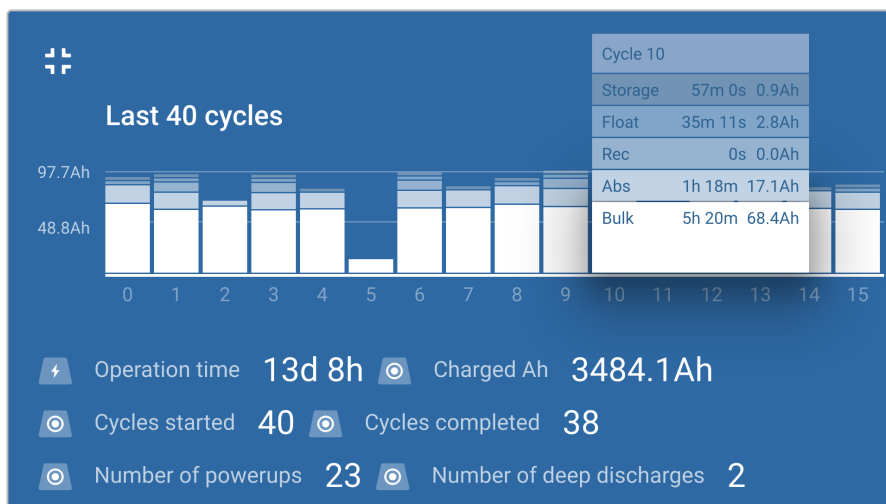 Cycle 10
Storage 57m 0s 0.9Ah
Float 35m 11s 2.8Ah
Rec 0s 0.0Ah
Abs 1h 18m 17.1Ah
Bulk 5h 20m 68.4Ah
Last 40 cycles
97.7Ah
48.8Ah
0 1 2 3 4 5 6 7 8 9 10 11 12 13 14 15
Operation time 13d 8h Charged Ah 3484.1Ah
Cycles started 40 Cycles completed 38
Number of powerups 23 Number of deep discharges 2